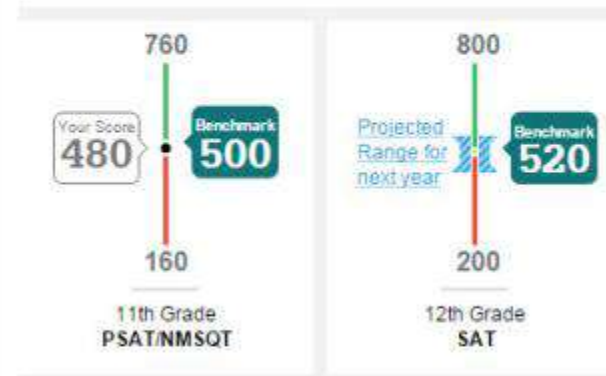 760
Your Score
480
Benchmark
500
160
11th Grade
PSAT/NMSQT
800
Projected
Range for
next year
Benchmark
520
200
12th Grade
SAT